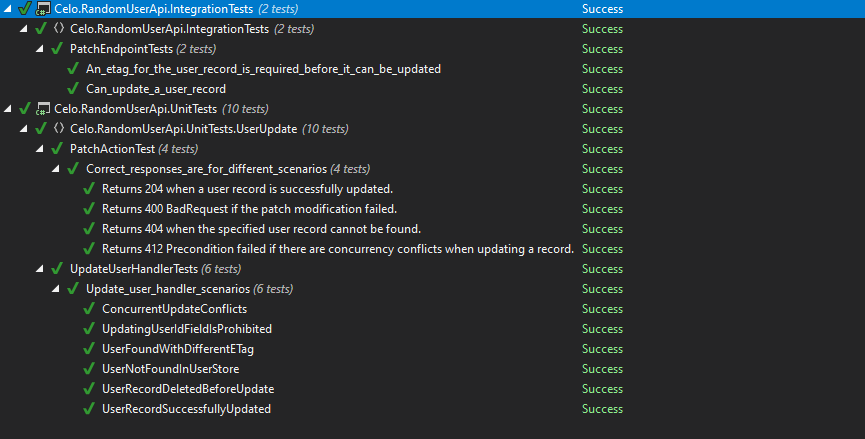 Celo.RandomUserApi.IntegrationTests (2 tests) Success
Celo.RandomUserApi.IntegrationTests (2 tests) Success
PatchEndpointTests (2 tests) Success
An_etag_for_the_user_record_is_required_before_it_can_be_updated Success
Can_update_a_user_record Success
Celo.RandomUserApi.UnitTests (10 tests) Success
Celo.RandomUserApi.UnitTests.UserUpdate (10 tests) Success
PatchActionTest (4 tests) Success
Correct_responses_are_for_different_scenarios (4 tests) Success
Returns 204 when a user record is successfully updated. Success
Returns 400 BadRequest if the patch modification failed. Success
Returns 404 when the specified user record cannot be found. Success
Returns 412 Precondition failed if there are concurrency conflicts when updating a record. Success
UpdateUserHandlerTests (6 tests) Success
Update_user_handler_scenarios (6 tests) Success
ConcurrentUpdateConflicts Success
UpdatingUserIdFieldIsProhibited Success
UserFoundWithDifferentETag Success
UserNotFoundInUserStore Success
UserRecordDeletedBeforeUpdate Success
UserRecordSuccessfullyUpdated Success